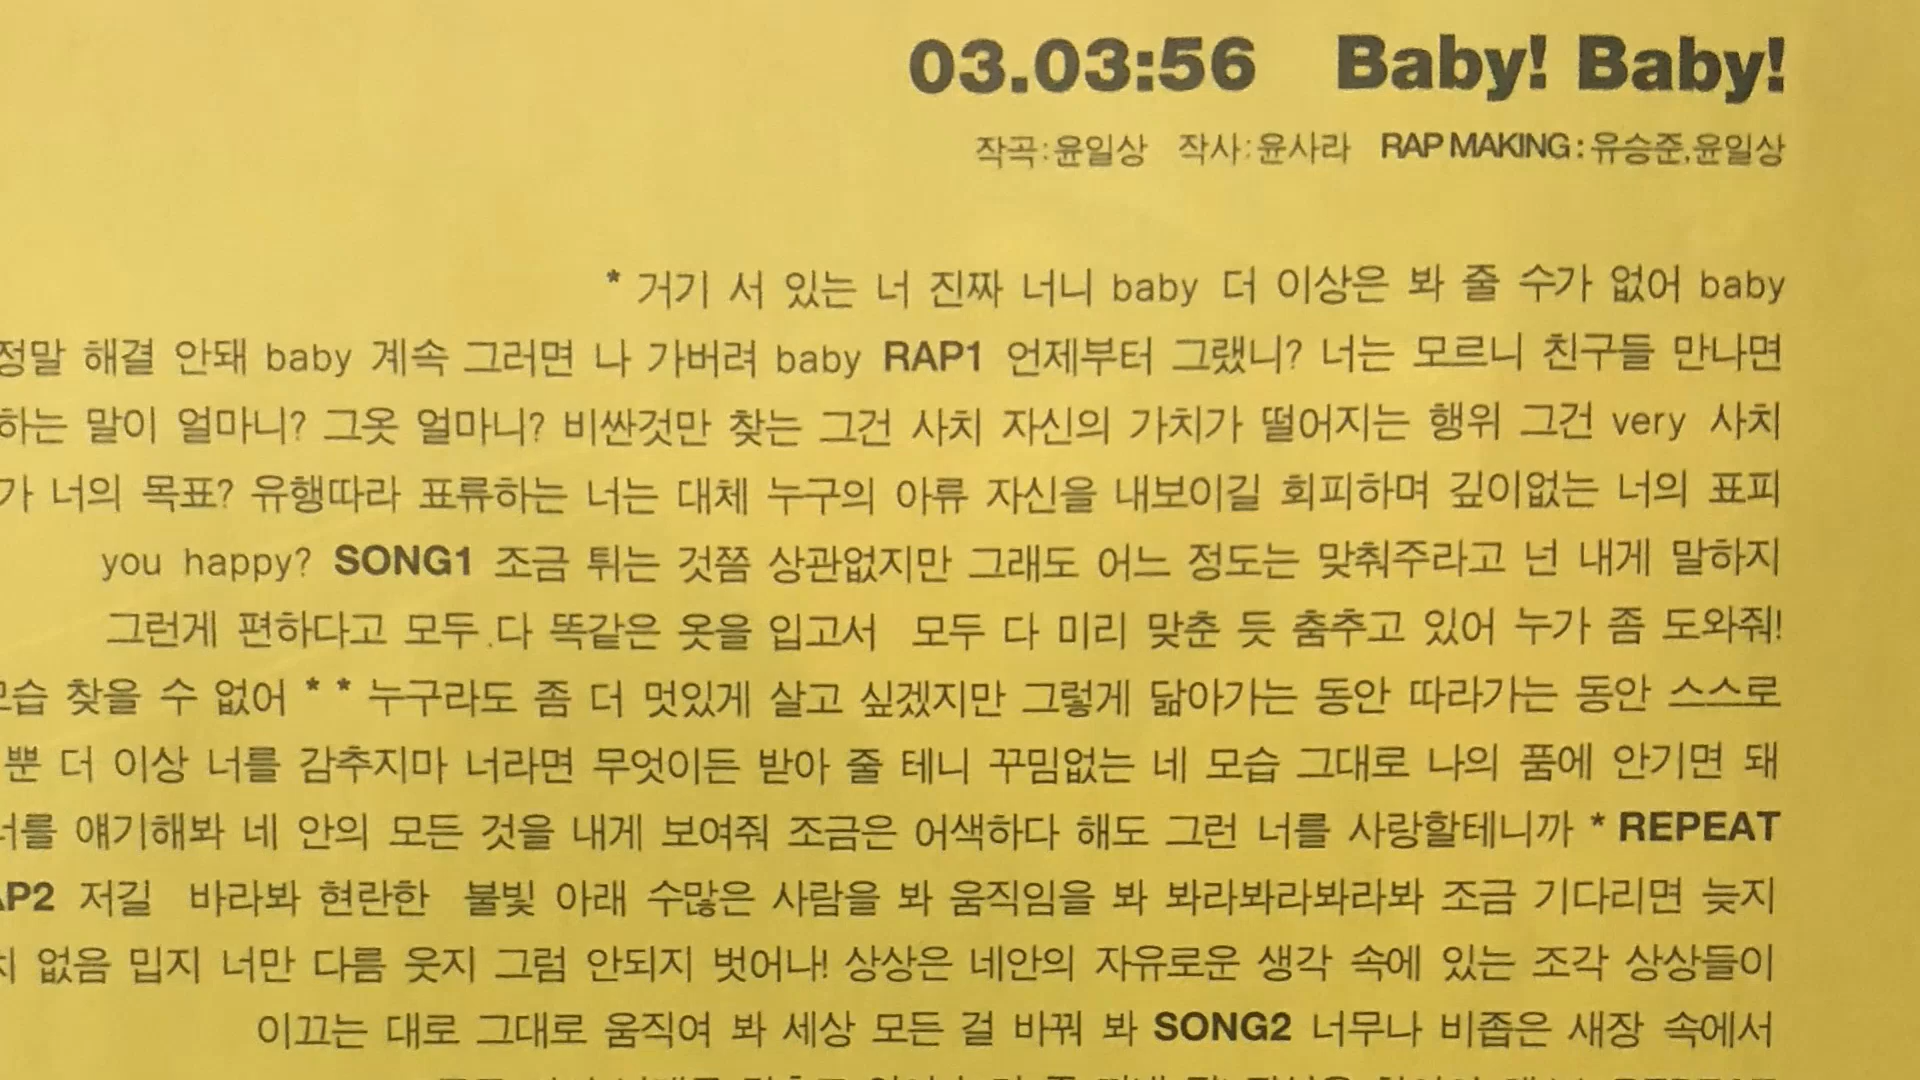 03.03:56 Baby! Baby!
작곡:윤일상 작사:윤사라 RAP MAKING:유승준,윤일상
* 거기 서 있는 너 진짜 너니 baby 더 이상은 봐 줄 수가 없어 baby
정말 해결 안돼 baby 계속 그러면 나 가버려 baby RAP1 언제부터 그랬니? 너는 모르니 친구들 만나면
하는 말이 얼마니? 그옷 얼마니? 비싼것만 찾는 그건 사치 자신의 가치가 떨어지는 행위 그건 very 사치
가 너의 목표? 유행따라 표류하는 너는 대체 누구의 아류 자신을 내보이길 회피하며 깊이없는 너의 표피
you happy? SONG1 조금 튀는 것쯤 상관없지만 그래도 어느 정도는 맞춰주라고 넌 내게 말하지
그런게 편하다고 모두 다 똑같은 옷을 입고서 모두 다 미리 맞춘 듯 춤추고 있어 누가 좀 도와줘!
모습 찾을 수 없어 * * 누구라도 좀 더 멋있게 살고 싶겠지만 그렇게 닮아가는 동안 따라가는 동안 스스로
뿐 더 이상 너를 감추지마 너라면 무엇이든 받아 줄 테니 꾸밈없는 네 모습 그대로 나의 품에 안기면 돼
너를 얘기해봐 네 안의 모든 것을 내게 보여줘 조금은 어색하다 해도 그런 너를 사랑할테니까 * REPEAT
AP2 저길 바라봐 현란한 불빛 아래 수많은 사람을 봐 움직임을 봐 봐라봐라봐라봐 조금 기다리면 늦지
치 없음 밉지 너만 다름 웃지 그럼 안되지 벗어나! 상상은 네안의 자유로운 생각 속에 있는 조각 상상들이
이끄는 대로 그대로 움직여 봐 세상 모든 걸 바꿔 봐 SONG2 너무나 비좁은 새장 속에서